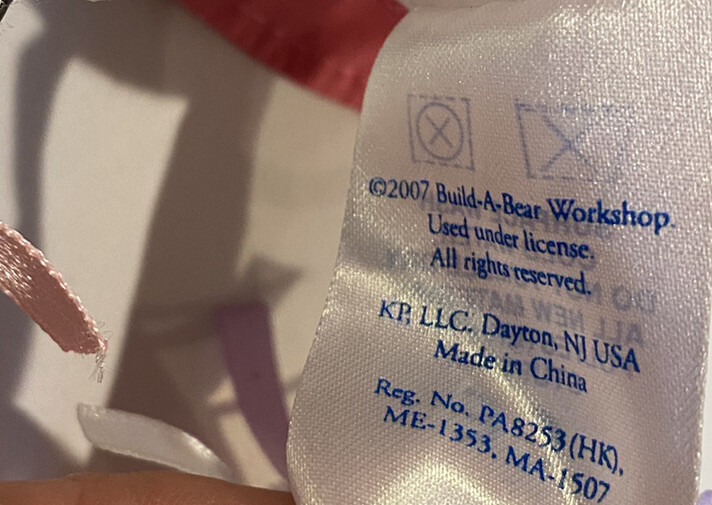 ©2007 Build-A-Bear Workshop.
Used under license.
All rights reserved.
KP, LLC. Dayton, NJ USA
Made in China
Reg. No. PA8253(HK),
ME-1353, MA-1507